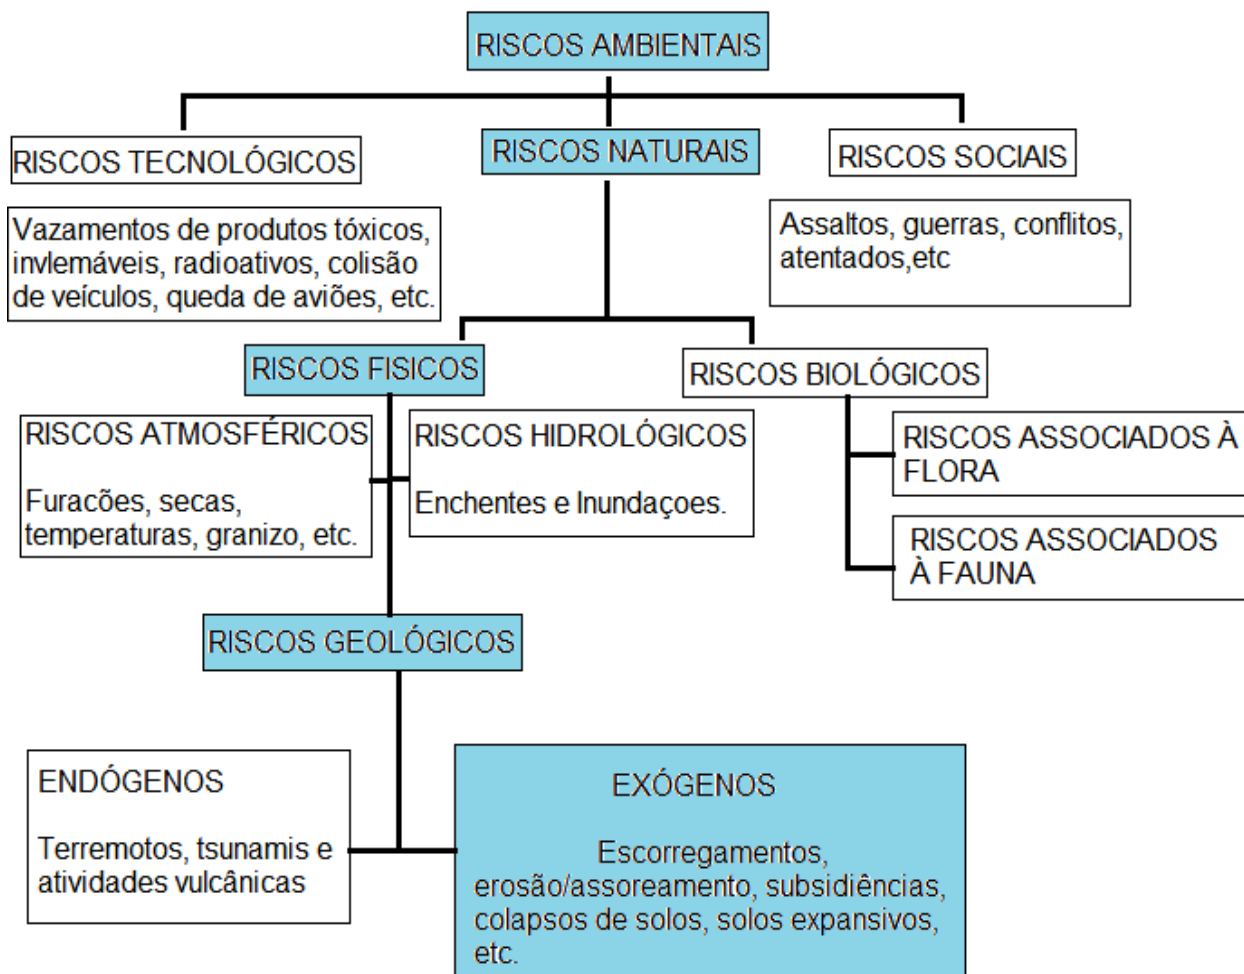 RISCOS AMBIENTAIS
RISCOS TECNOLÓGICOS
RISCOS NATURAIS
RISCOS SOCIAIS
Vazamentos de produtos tóxicos,
invlemáveis, radioativos, colisão
de veículos, queda de aviões, etc.
Assaltos, guerras, conflitos,
atentados,etc
RISCOS FISICOS
RISCOS BIOLÓGICOS
RISCOS ATMOSFÉRICOS
Furacões, secas,
temperaturas, granizo, etc.
RISCOS HIDROLÓGICOS
Enchentes e Inundaçoes.
RISCOS ASSOCIADOS À
FLORA
RISCOS ASSOCIADOS
À FAUNA
RISCOS GEOLÓGICOS
ENDÓGENOS
Terremotos, tsunamis e
atividades vulcânicas
EXÓGENOS
Escorregamentos,
erosão/assoreamento, subsidiências,
colapsos de solos, solos expansivos,
etc.